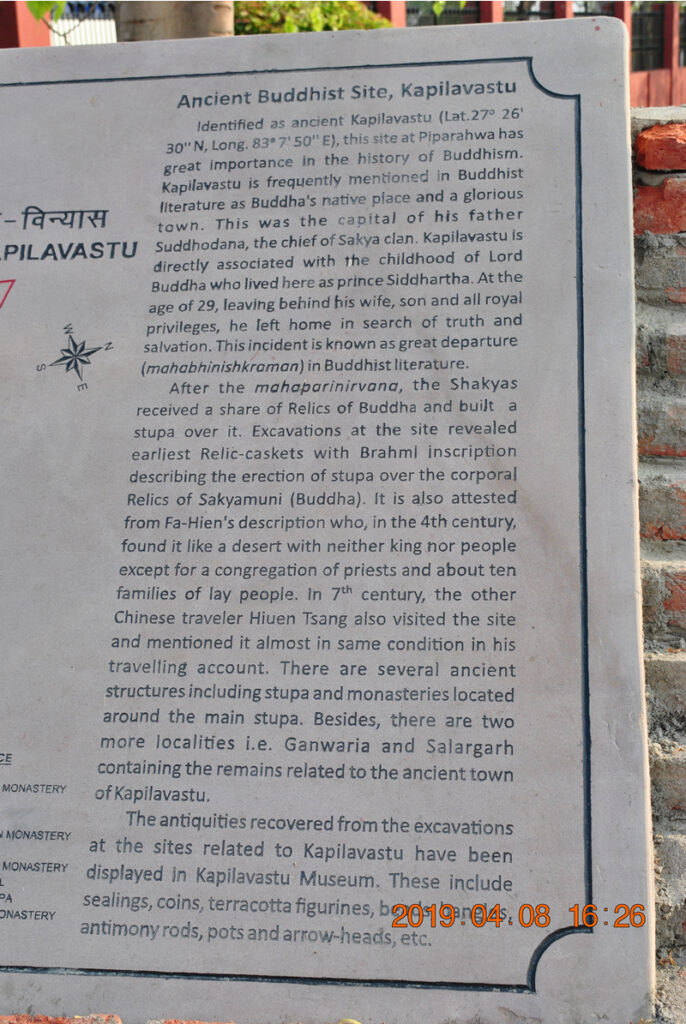 Ancient Buddhist Site, Kapilavastu
Identified as ancient Kapilavastu (Lat.27° 26'
30" N, Long. 83° 7' 50" E), this site at Piparahwa has
great importance in the history of Buddhism.
Kapilavastu is frequently mentioned in Buddhist
literature as Buddha's native place and a glorious
town. This was the capital of his father
Suddhodana, the chief of Sakya clan. Kapilavastu is
directly associated with the childhood of Lord
Buddha who lived here as prince Siddhartha. At the
age of 29, leaving behind his wife, son and all royal
privileges, he left home in search of truth and
salvation. This incident is known as great departure
(mahabhinishkraman) in Buddhist literature.
After the mahaparinirvana, the Shakyas
received a share of Relics of Buddha and built a
stupa over it. Excavations at the site revealed
earliest Relic-caskets with Brahmi inscription
describing the erection of stupa over the corporal
Relics of Sakyamuni (Buddha). It is also attested
from Fa-Hien's description who, in the 4th century,
found it like a desert with neither king nor people
except for a congregation of priests and about ten
families of lay people. In 7th century, the other
Chinese traveler Hiuen Tsang also visited the site
and mentioned it almost in same condition in his
travelling account. There are several ancient
structures including stupa and monasteries located
around the main stupa. Besides, there are two
more localities i.e. Ganwaria and Salargarh
containing the remains related to the ancient town
of Kapilavastu.
The antiquities recovered from the excavations
at the sites related to Kapilavastu have been
displayed in Kapilavastu Museum. These include
sealings, coins, terracotta figurines, beads, bangles,
antimony rods, pots and arrow-heads, etc.
-विन्यास
APILAVASTU
W
N
S
E
CE
MONASTERY
N MONASTERY
MONASTERY
L
PA
ONASTERY
2019.04.08 16:26